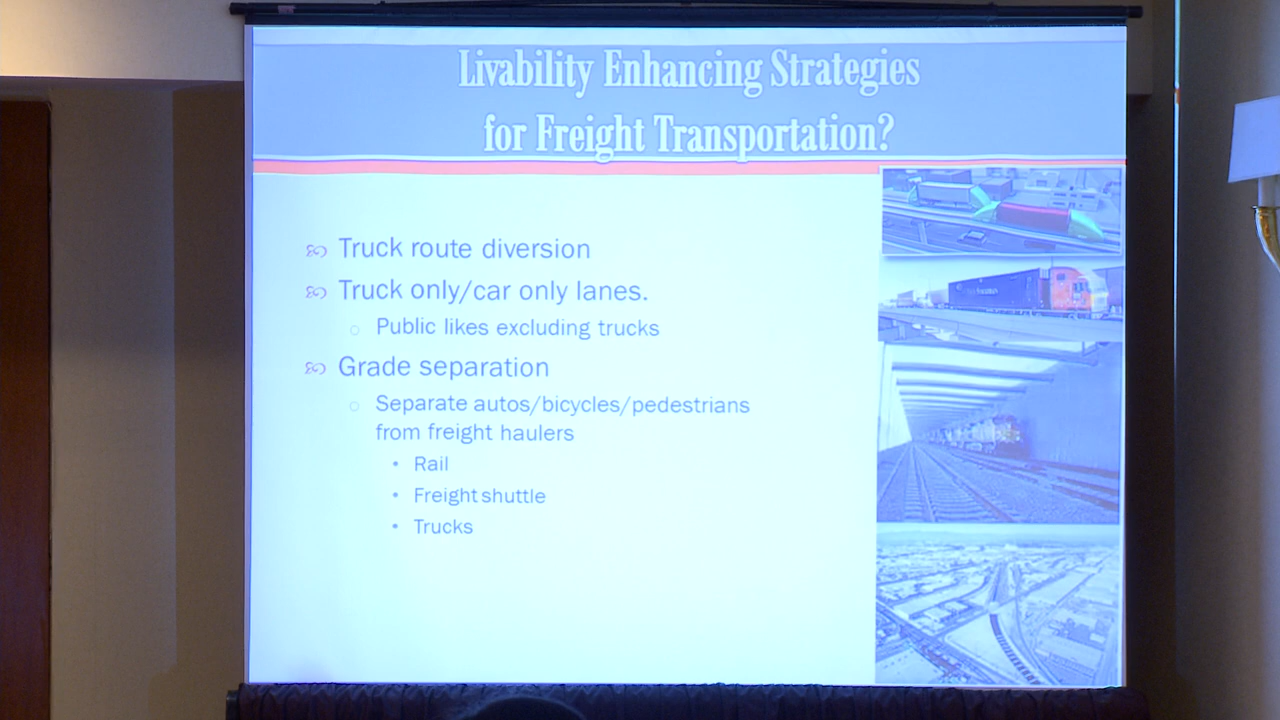 Livability Enhancing Strategies
for Freight Transportation?
Truck route diversion
Truck only/car only lanes.
Public likes excluding trucks
Grade separation
Separate autos/bicycles/pedestrians
from freight haulers
Rail
Freight shuttle
Trucks